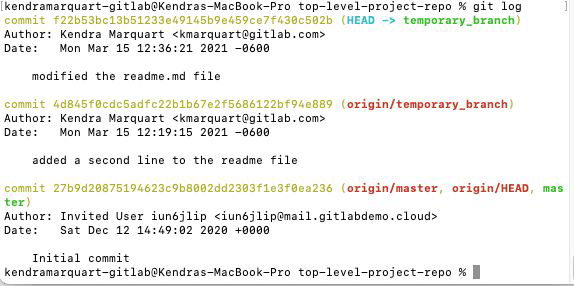 [kendramarquart-gitlab@Kendras-MacBook-Pro top-level-project-repo % git log ]
commit f22b53bc13b51233e49145b9e459ce7f430c502b (HEAD -> temporary_branch)
Author: Kendra Marquart <kmarquart@gitlab.com>
Date:   Mon Mar 15 12:36:21 2021 -0600
    modified the readme.md file
commit 4d845f0cdc5adfc22b1b67e2f5686122bf94e889 (origin/temporary_branch)
Author: Kendra Marquart <kmarquart@gitlab.com>
Date:   Mon Mar 15 12:19:15 2021 -0600
    added a second line to the readme file
commit 27b9d20875194623c9b8002dd2303f1e3f0ea236 (origin/master, origin/HEAD, mas
ter)
Author: Invited User iun6jlip <iun6jlip@mail.gitlabdemo.cloud>
Date:   Sat Dec 12 14:49:02 2020 +0000
    Initial commit
kendramarquart-gitlab@Kendras-MacBook-Pro top-level-project-repo %